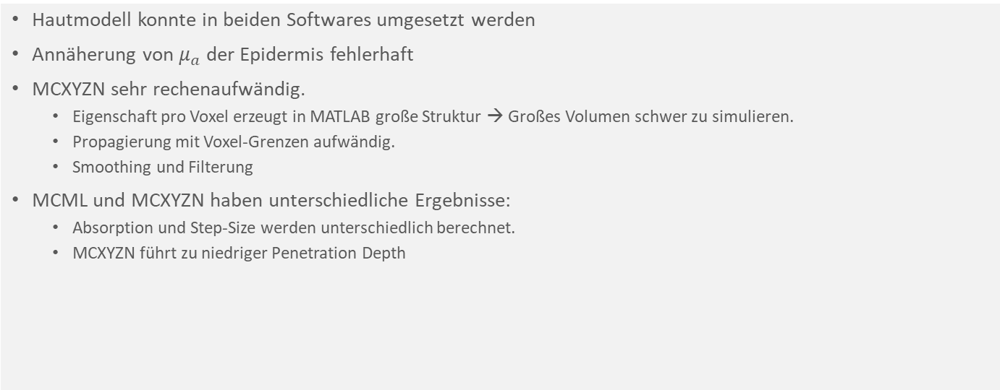 • Hautmodell konnte in beiden Softwares umgesetzt werden
• Annäherung von μₐ der Epidermis fehlerhaft
• MCXYZN sehr rechenaufwändig.
• Eigenschaft pro Voxel erzeugt in MATLAB große Struktur → Großes Volumen schwer zu simulieren.
• Propagierung mit Voxel-Grenzen aufwändig.
• Smoothing und Filterung
• MCML und MCXYZN haben unterschiedliche Ergebnisse:
• Absorption und Step-Size werden unterschiedlich berechnet.
• MCXYZN führt zu niedriger Penetration Depth